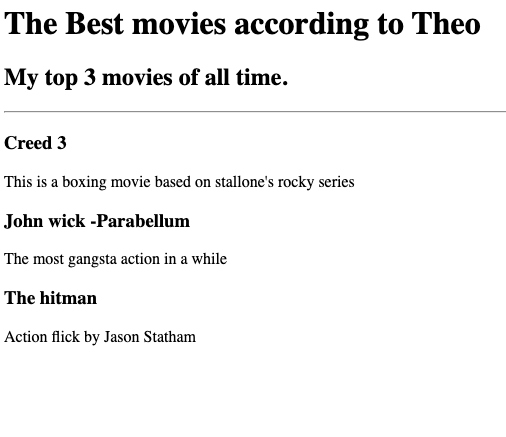 The Best movies according to Theo
My top 3 movies of all time.
Creed 3
This is a boxing movie based on stallone's rocky series
John wick -Parabellum
The most gangsta action in a while
The hitman
Action flick by Jason Statham